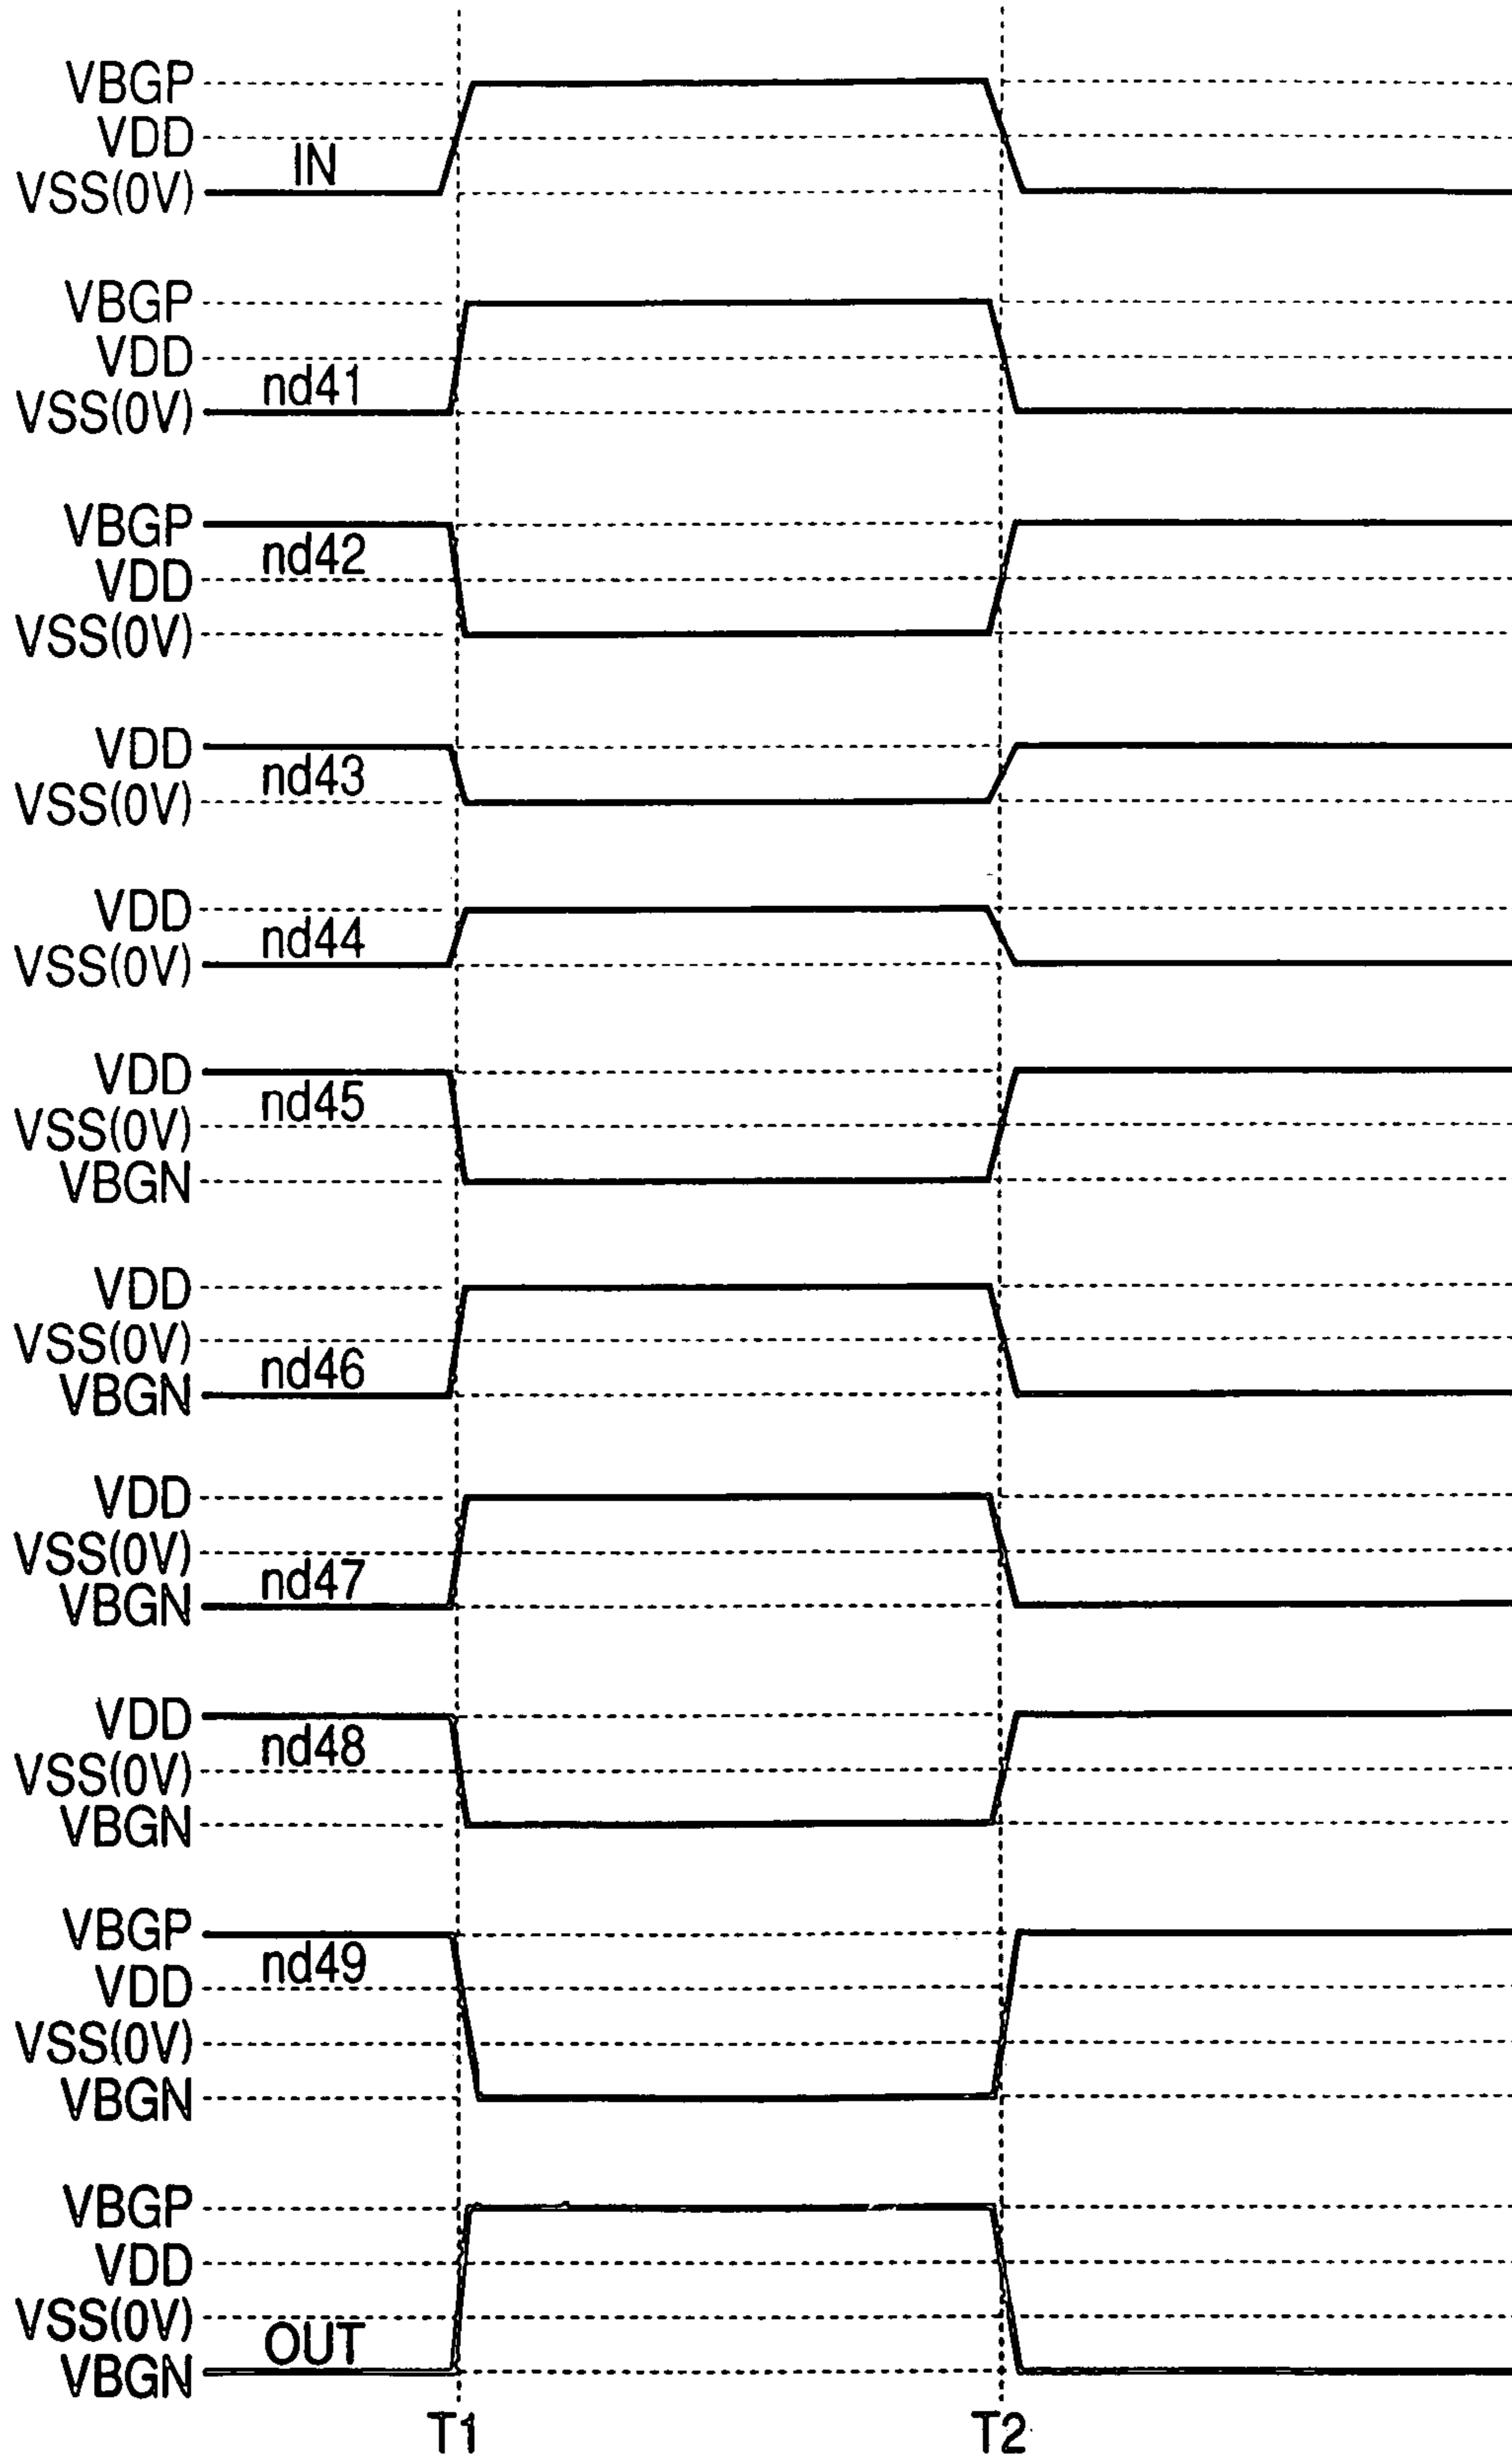 VBGP
VDD
IN
VSS(0V)
VBGP
VDD
nd41
VSS(0V)
VBGP
nd42
VDD
VSS(0V)
VDD
nd43
VSS(0V)
VDD
nd44
VSS(0V)
VDD
nd45
VSS(0V)
VBGN
VDD
VSS(0V)
nd46
VBGN
VDD
VSS(0V)
nd47
VBGN
VDD
nd48
VSS(0V)
VBGN
VBGP
nd49
VDD
VSS(0V)
VBGN
VBGP
VDD
VSS(0V)
OUT
VBGN
T1 T2